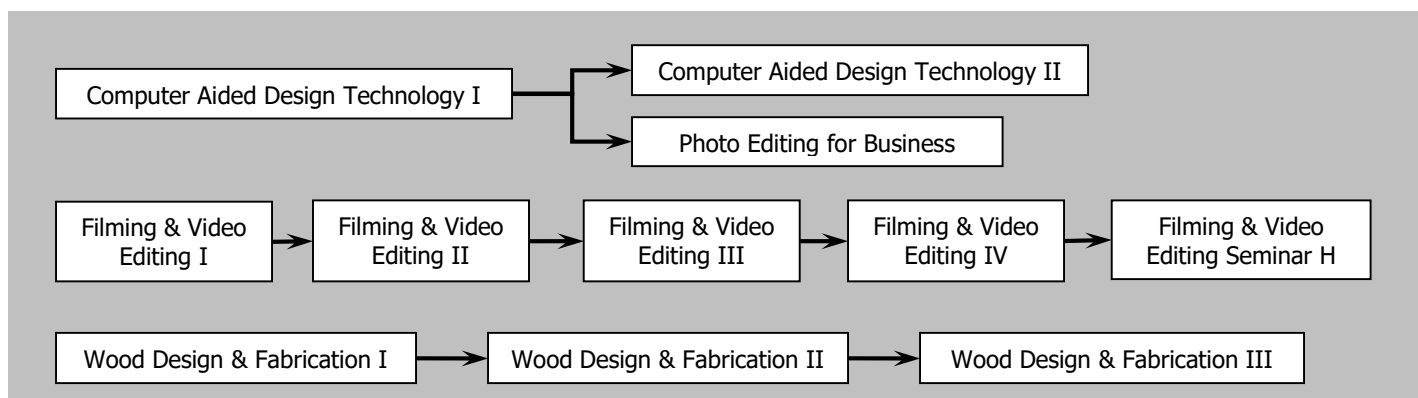 Computer Aided Design Technology I
Computer Aided Design Technology II
Photo Editing for Business
Filming & Video
Editing I
Filming & Video
Editing II
Filming & Video
Editing III
Filming & Video
Editing IV
Filming & Video
Editing Seminar H
Wood Design & Fabrication I
Wood Design & Fabrication II
Wood Design & Fabrication III